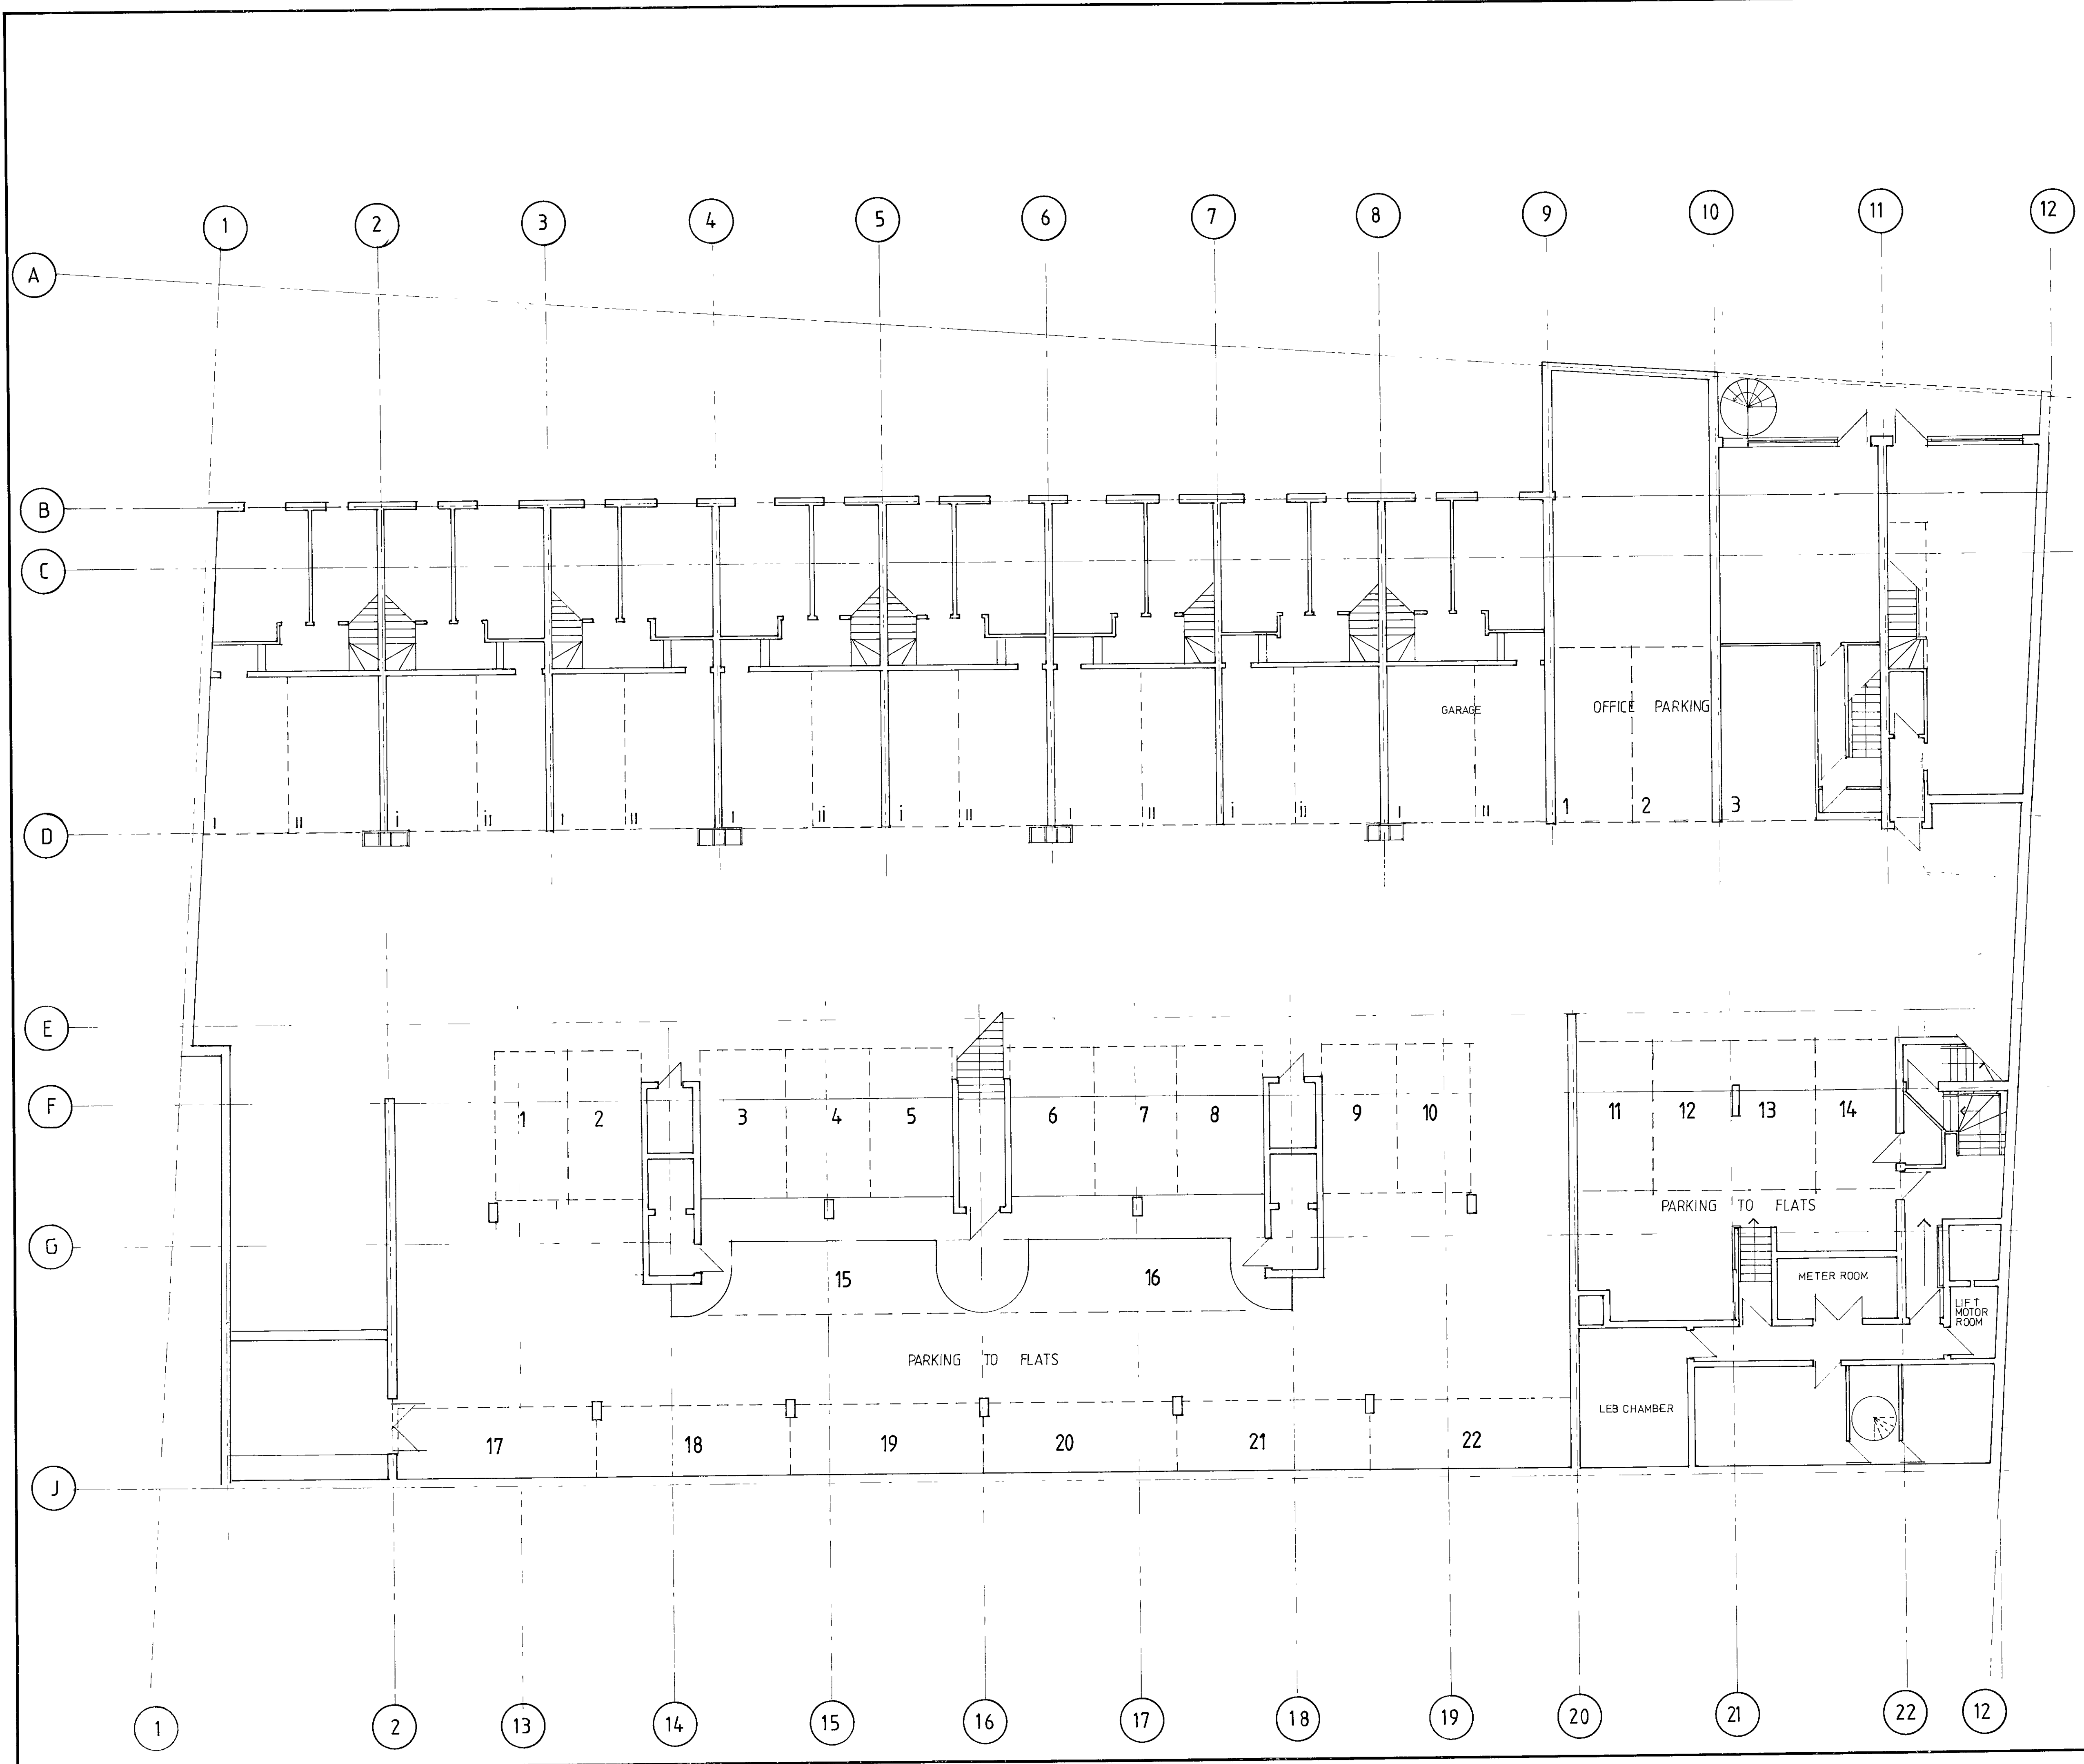 1 2 3 4 5 6 7 8 9 10 11 12
A
B
C
GARAGE OFFICE PARKING
I II i ii I II I ii i II I II i ii I II 1 2 3
D
E
F
1 2 3 4 5 6 7 8 9 10 11 12 13 14
PARKING TO FLATS
G
15 16 METER ROOM
LIFT
MOTOR
ROOM
PARKING TO FLATS
LEB CHAMBER
17 18 19 20 21 22
J
1 2 13 14 15 16 17 18 19 20 21 22 12